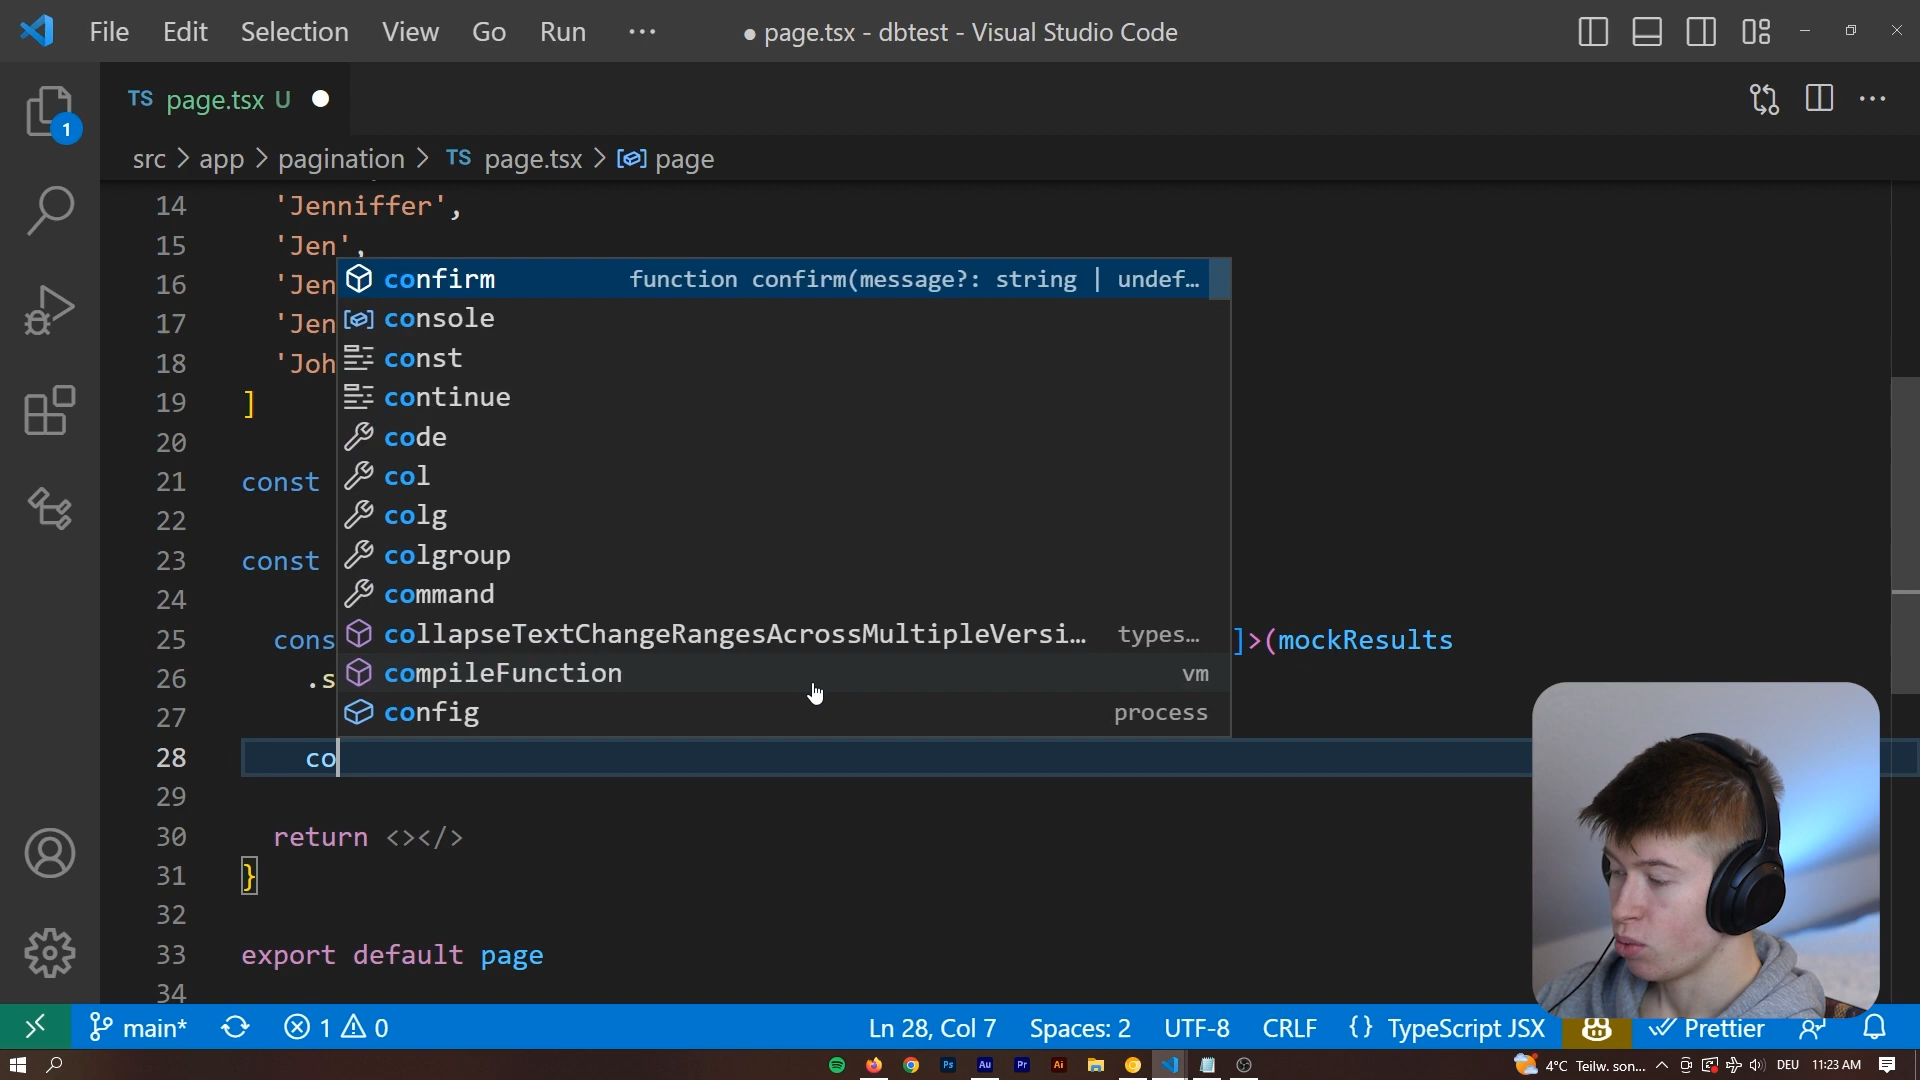 File Edit Selection View Go Run ··· ● page.tsx - dbtest - Visual Studio Code
TS page.tsx U ●
1
src > app > pagination > TS page.tsx > page
14 'Jenniffer',
15 'Jen',
16 'Jen
17 'Jen
18 'Joh
19 ]
20
21 const
22
23 const
24
25 cons ]>(mockResults
26 .s
27
28 co
29
30 return <></>
31 }
32
33 export default page
34
confirm function confirm(message?: string | undef…
console
const
continue
code
col
colg
colgroup
command
collapseTextChangeRangesAcrossMultipleVersi… types…
compileFunction vm
config process
main* 1 0 Ln 28, Col 7 Spaces: 2 UTF-8 CRLF {} TypeScript JSX Prettier
Ps Au Pr Ai 4°C Teilw. son... DEU 11:23 AM